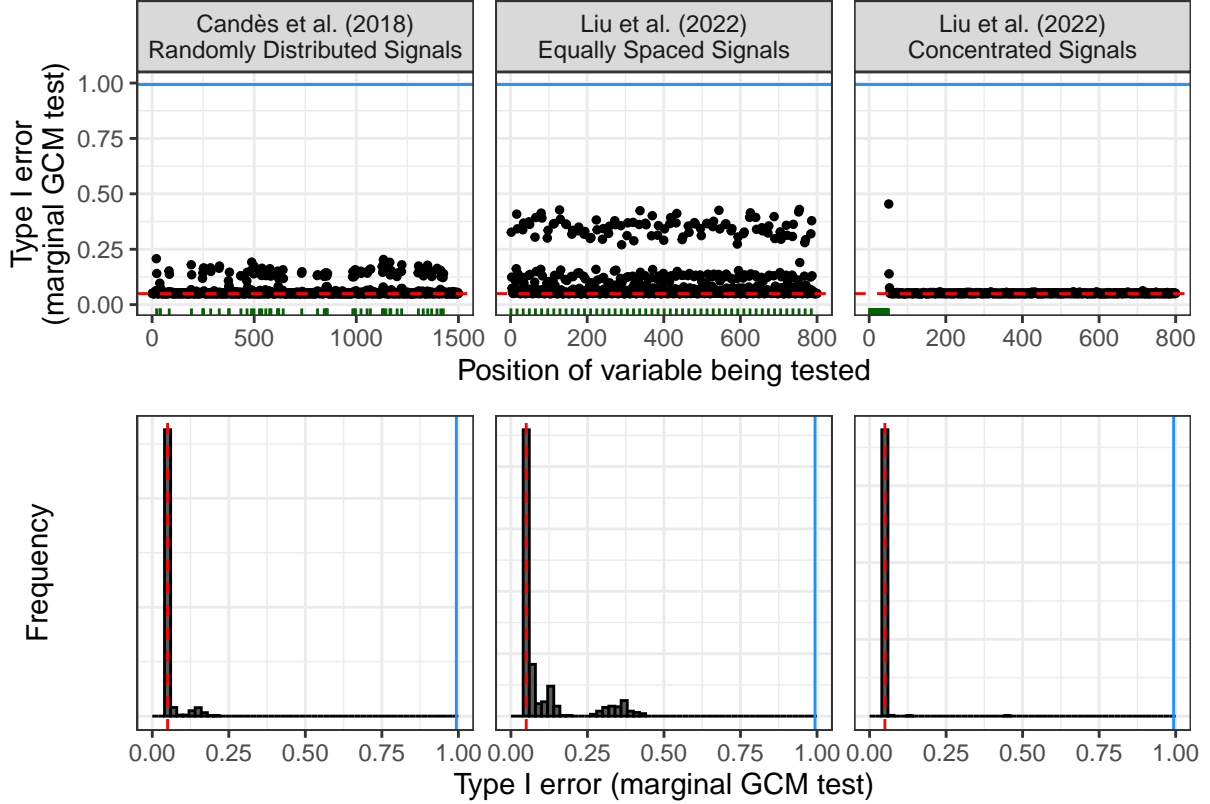 Candès et al. (2018)
Randomly Distributed Signals
Liu et al. (2022)
Equally Spaced Signals
Liu et al. (2022)
Concentrated Signals
Type I error
(marginal GCM test)
1.00
0.75
0.50
0.25
0.00
0 500 1000 1500
0 200 400 600 800
0 200 400 600 800
Position of variable being tested
Frequency
0.00 0.25 0.50 0.75 1.00
0.00 0.25 0.50 0.75 1.00
0.00 0.25 0.50 0.75 1.00
Type I error (marginal GCM test)